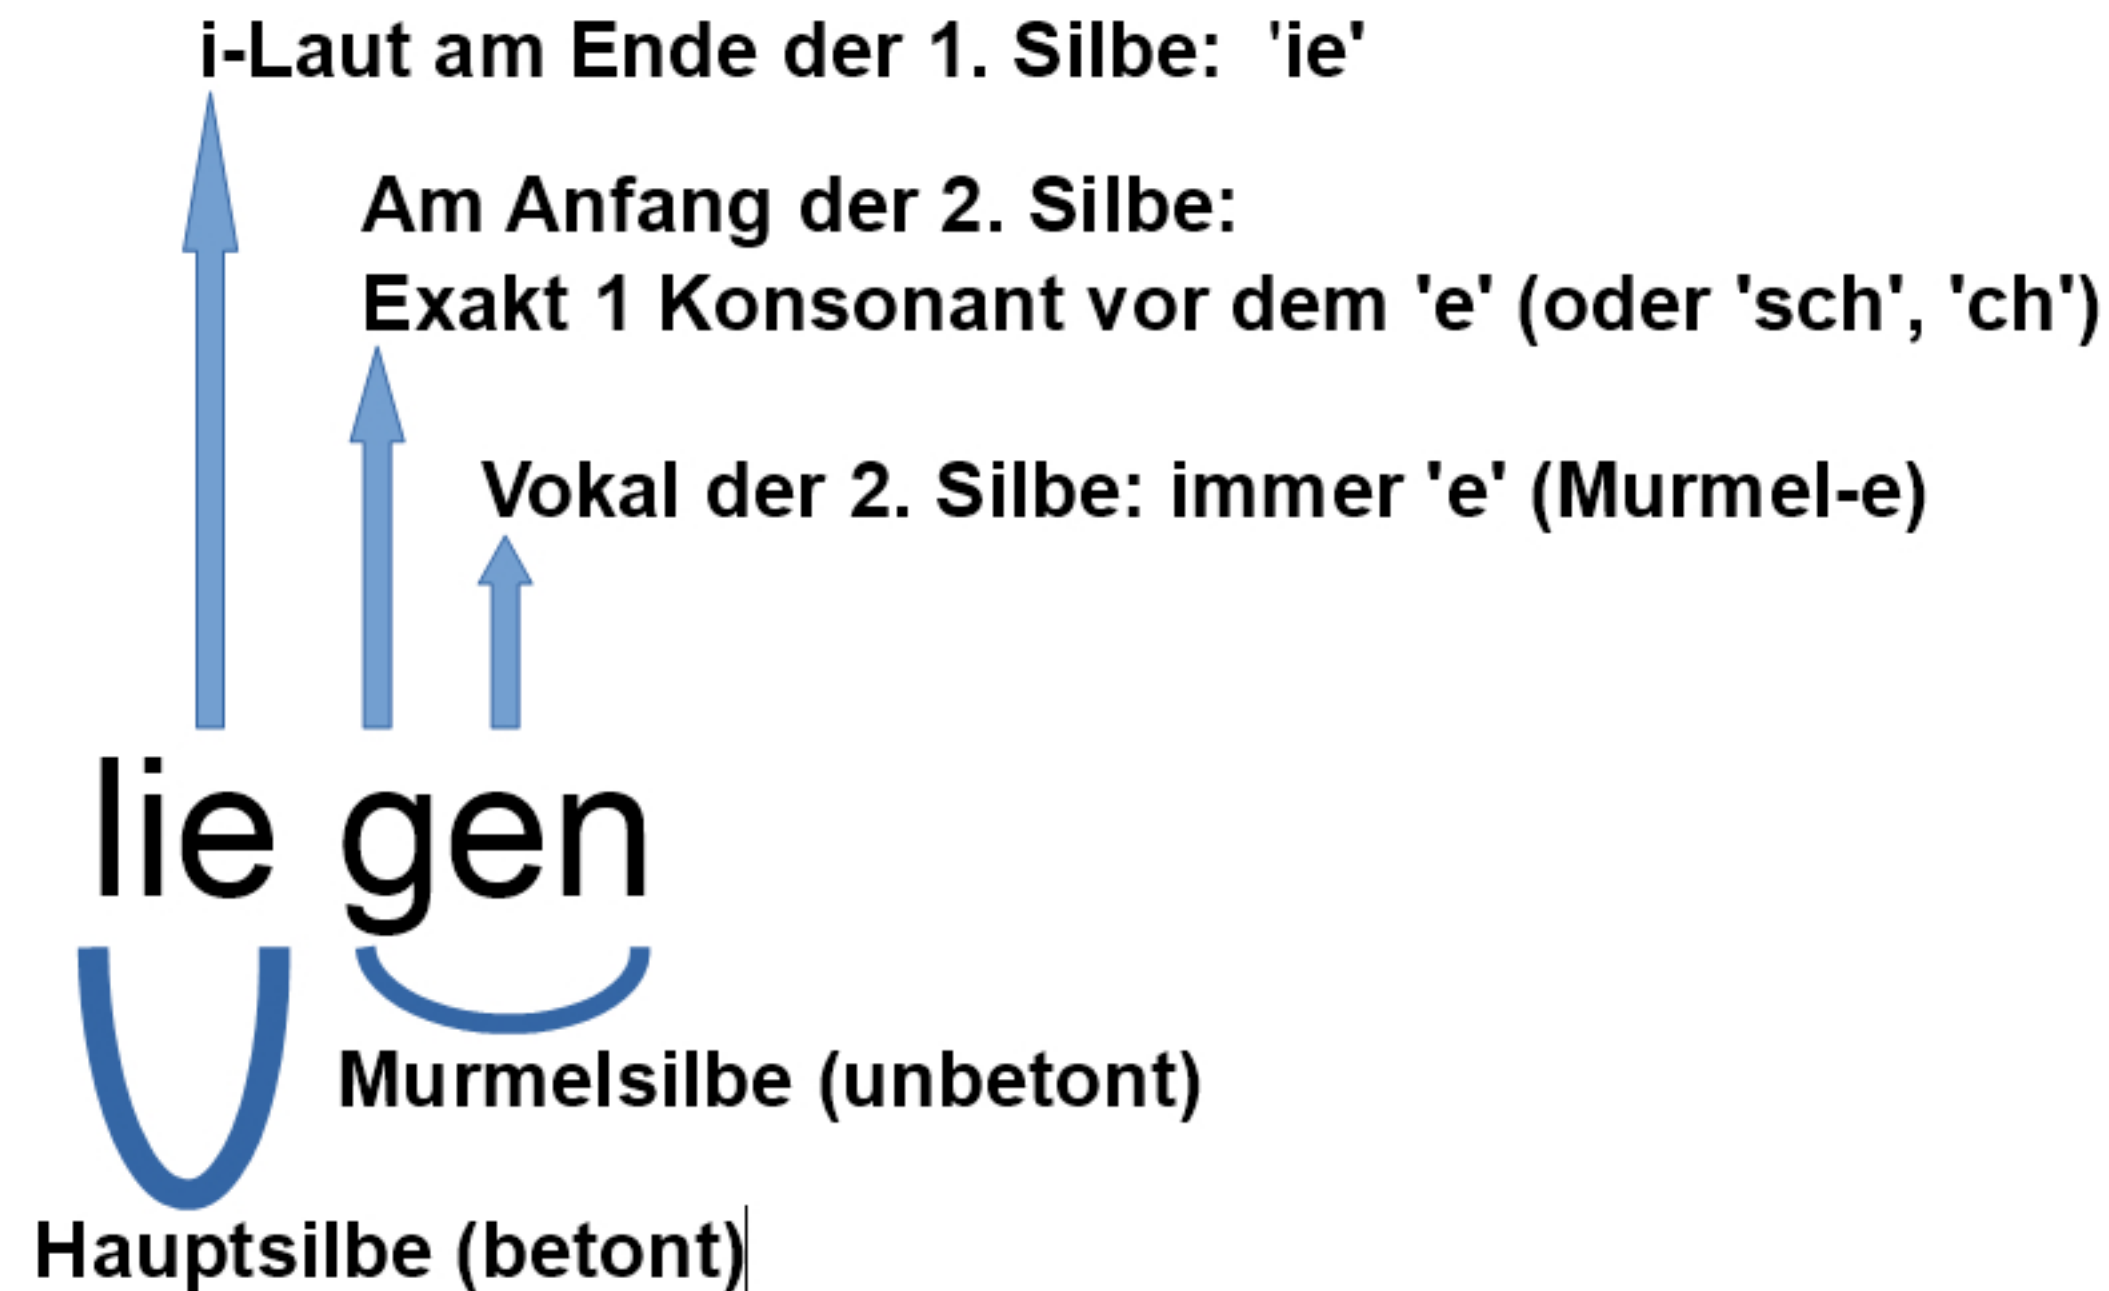 i-Laut am Ende der 1. Silbe: 'ie'
Am Anfang der 2. Silbe:
Exakt 1 Konsonant vor dem 'e' (oder 'sch', 'ch')
Vokal der 2. Silbe: immer 'e' (Murmel-e)
lie gen
Murmelsilbe (unbetont)
Hauptsilbe (betont)